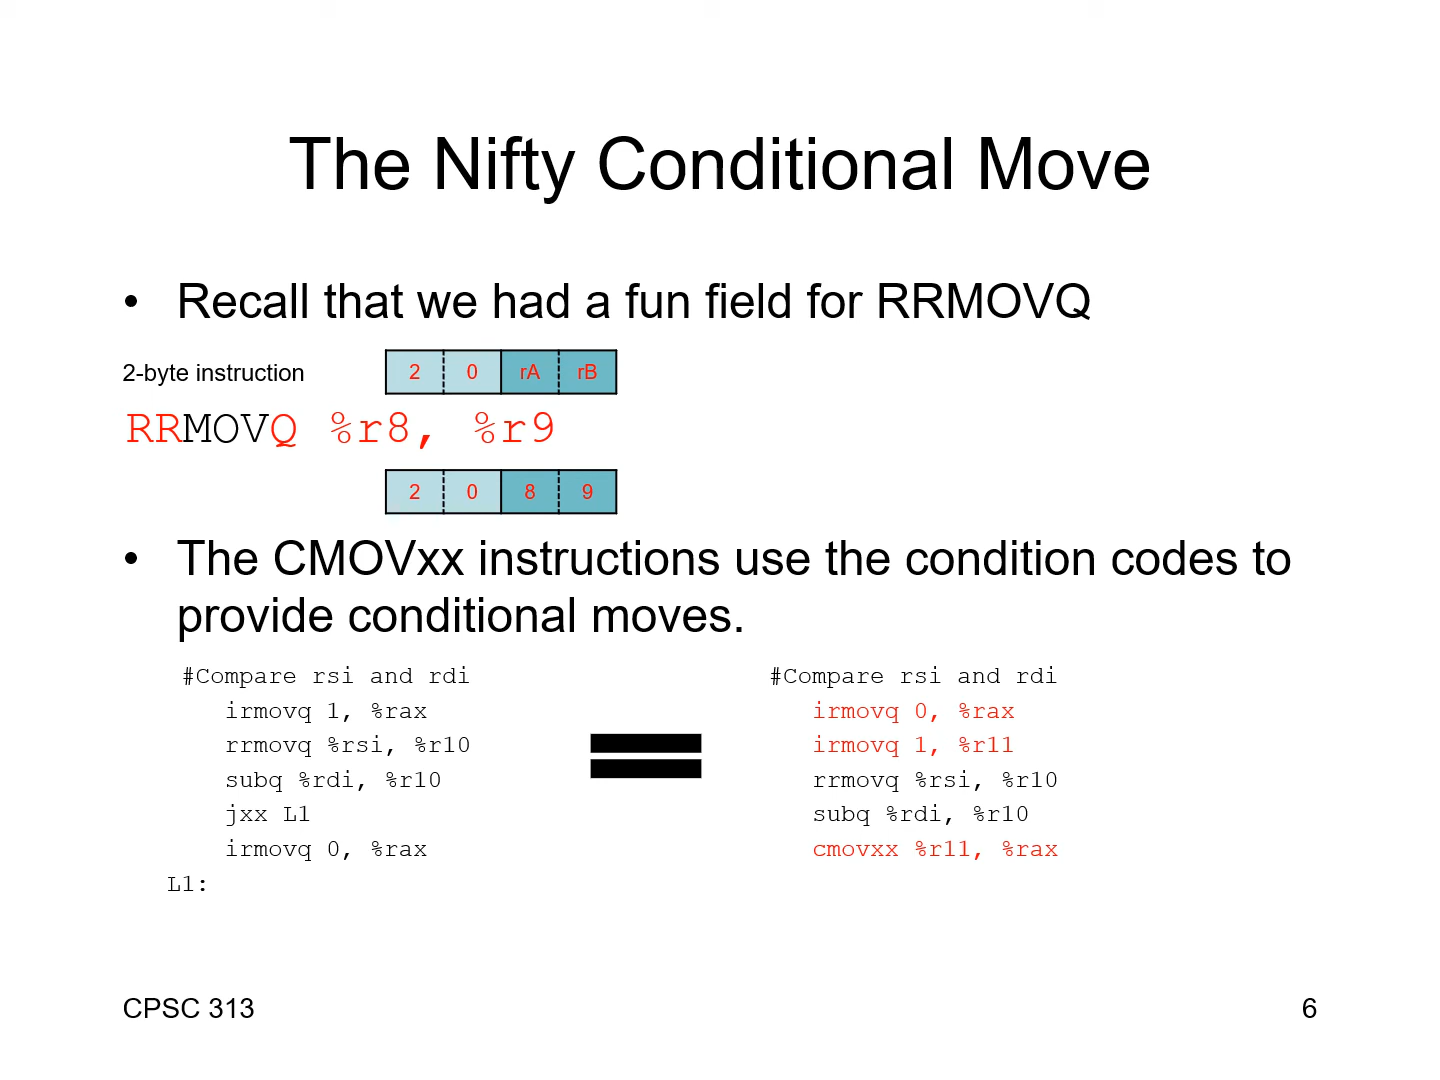 The Nifty Conditional Move
• Recall that we had a fun field for RRMOVQ
2-byte instruction 2 0 rA rB
RRMOVQ %r8, %r9
2 0 8 9
• The CMOVxx instructions use the condition codes to
provide conditional moves.
#Compare rsi and rdi
irmovq 1, %rax
rrmovq %rsi, %r10
subq %rdi, %r10
jxx L1
irmovq 0, %rax
L1:
#Compare rsi and rdi
irmovq 0, %rax
irmovq 1, %r11
rrmovq %rsi, %r10
subq %rdi, %r10
cmovxx %r11, %rax
CPSC 313
6